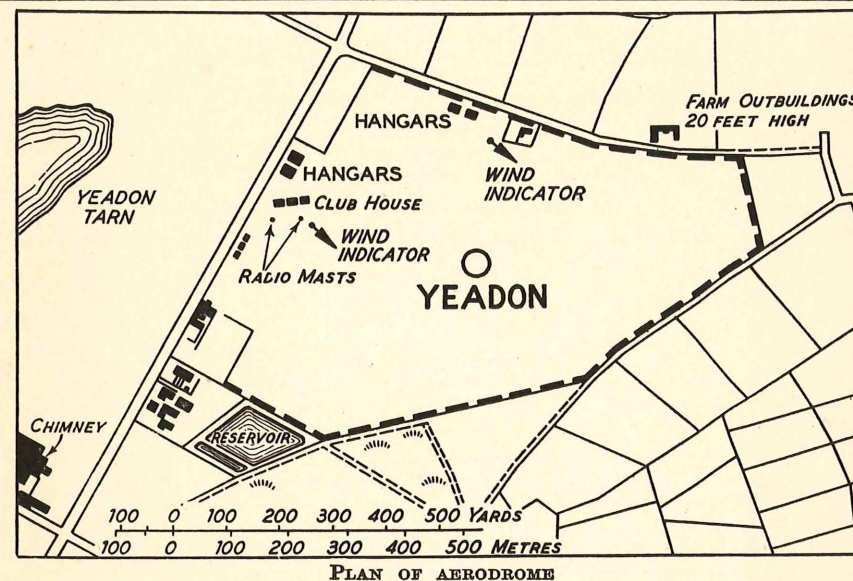 FARM OUTBUILDINGS
20 FEET HIGH
HANGARS
WIND
INDICATOR
HANGARS
YEADON
TARN
CLUB HOUSE
WIND
INDICATOR
RADIO MASTS
YEADON
CHIMNEY
RESERVOIR
100 0 100 200 300 400 500 YARDS
100 0 100 200 300 400 500 METRES
PLAN OF AERODROME